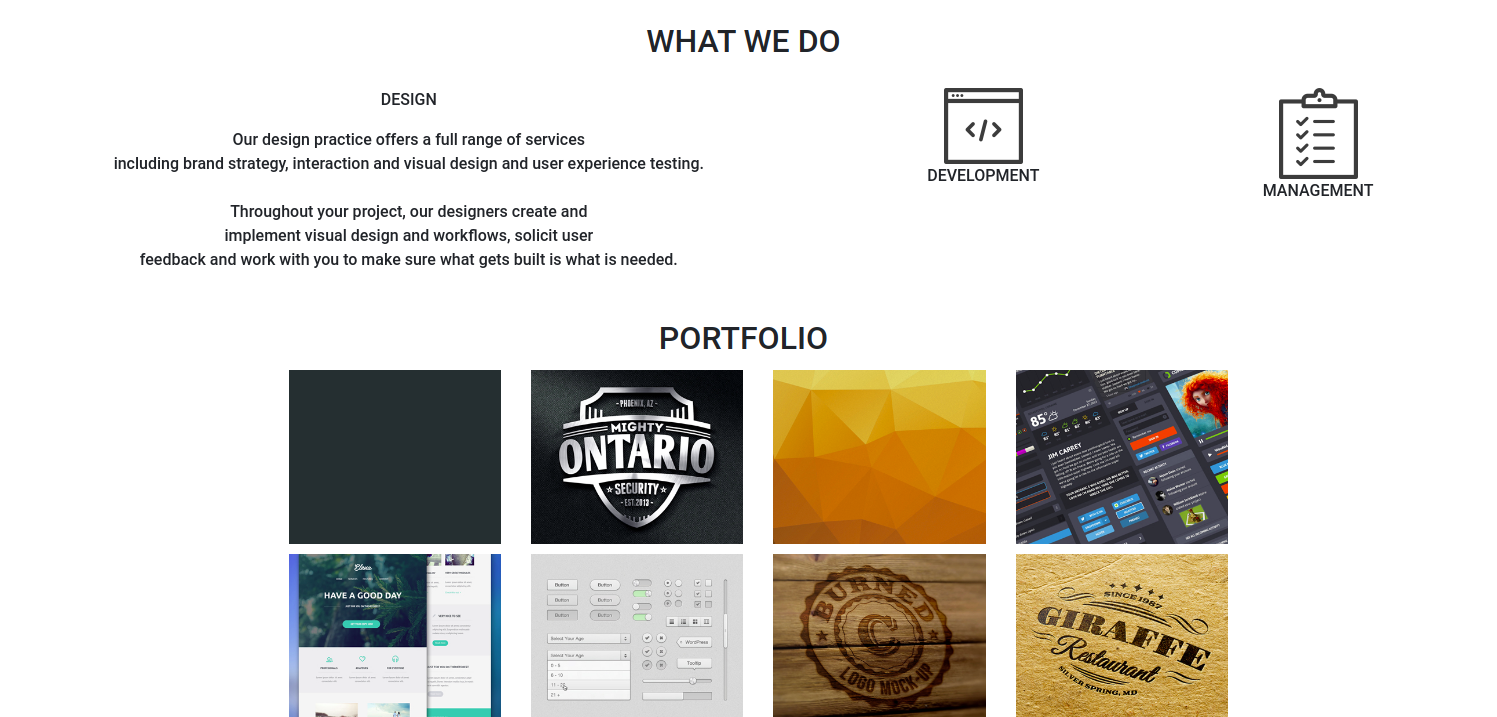 WHAT WE DO
DESIGN
Our design practice offers a full range of services
including brand strategy, interaction and visual design and user experience testing.
Throughout your project, our designers create and
implement visual design and workflows, solicit user
feedback and work with you to make sure what gets built is what is needed.
</>
DEVELOPMENT
MANAGEMENT
PORTFOLIO
- PHOENIX, AZ -
MIGHTY
ONTARIO
SECURITY
- EST.2013 -
85°
JIM CARREY
HAVE A GOOD DAY
Button
Button
Button
Button
Button
Button
Select Your Age
Select Your Age
0 - 5
6 - 10
11 - 20
21 +
WordPress
Tooltip
BURNED
C
LOGO MOCK-UP
SINCE 1967
GIRAFFE
Restaurant
SILVER SPRING, MD